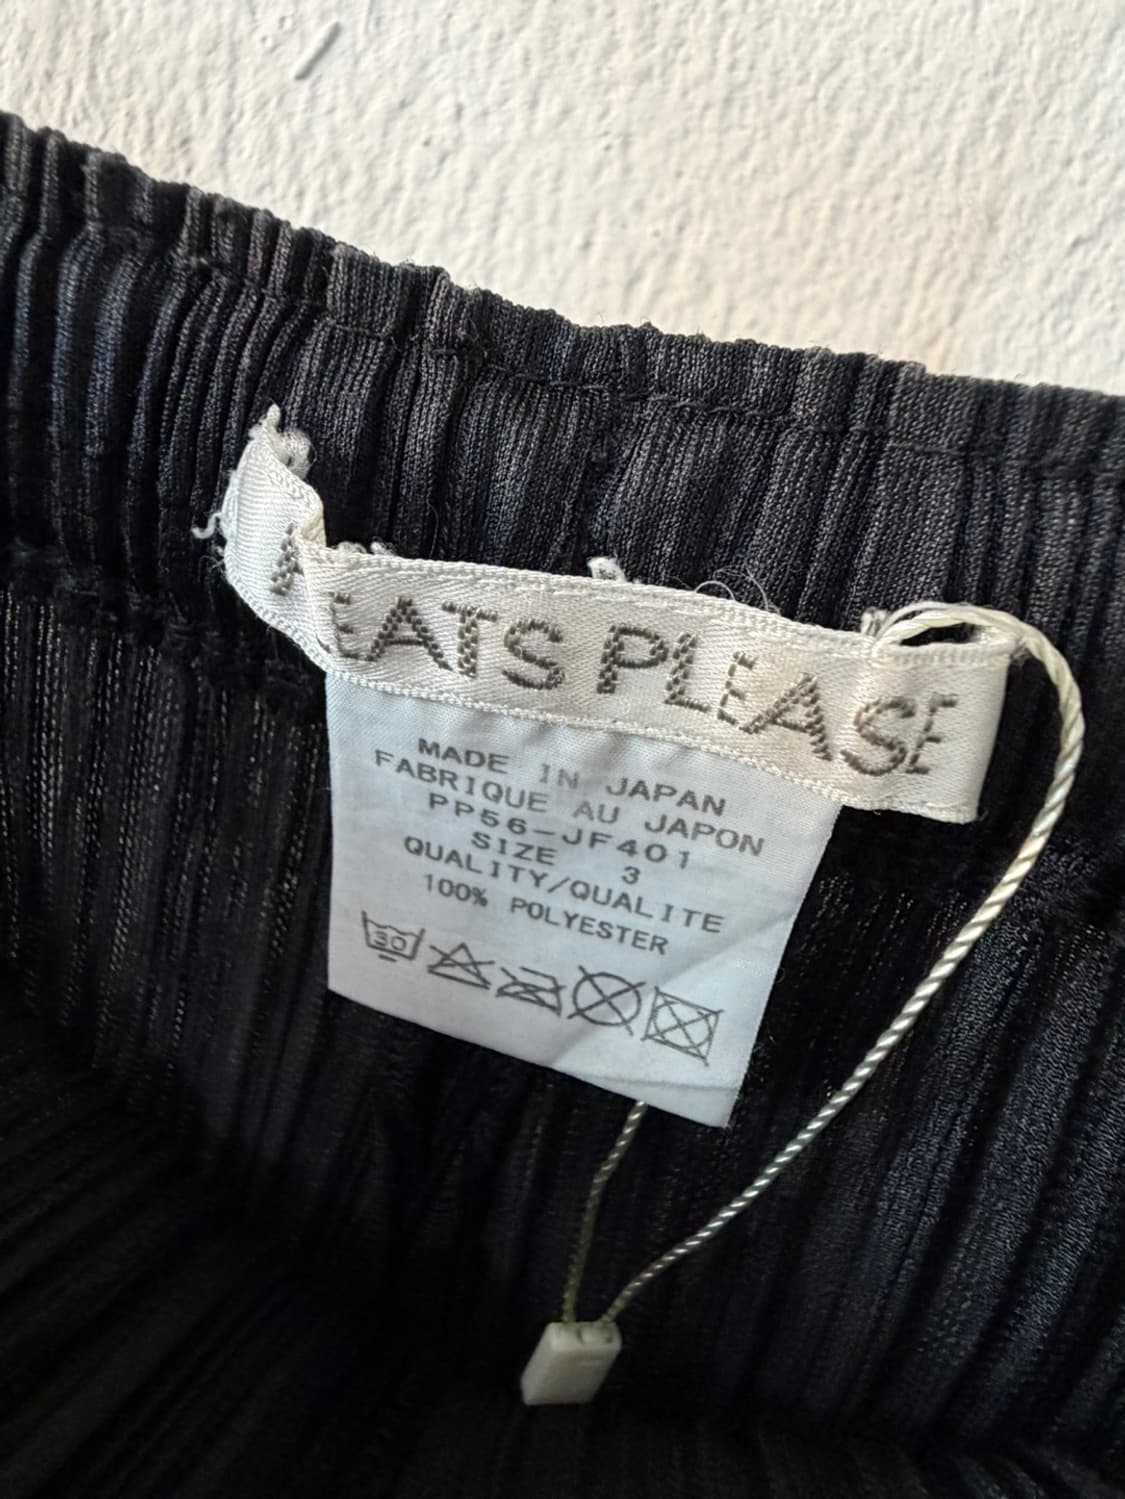 EATS PLEASE
MADE IN JAPAN
FABRIQUE AU JAPON
PP56-JF401
SIZE 3
QUALITY/QUALITE
100% POLYESTER
30